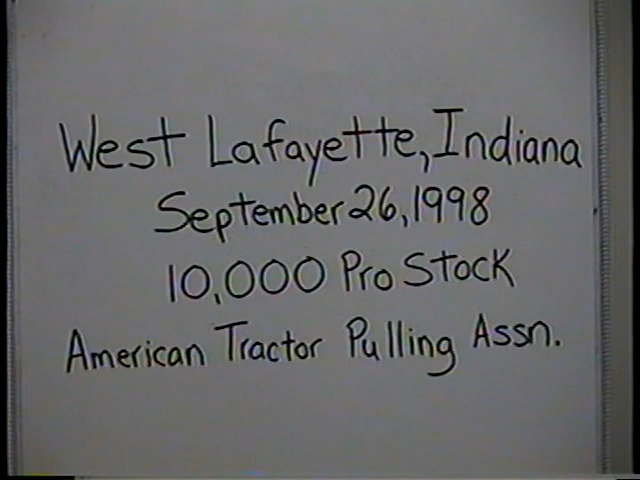 West Lafayette, Indiana
September 26, 1998
10,000 Pro Stock
American Tractor Pulling Assn.